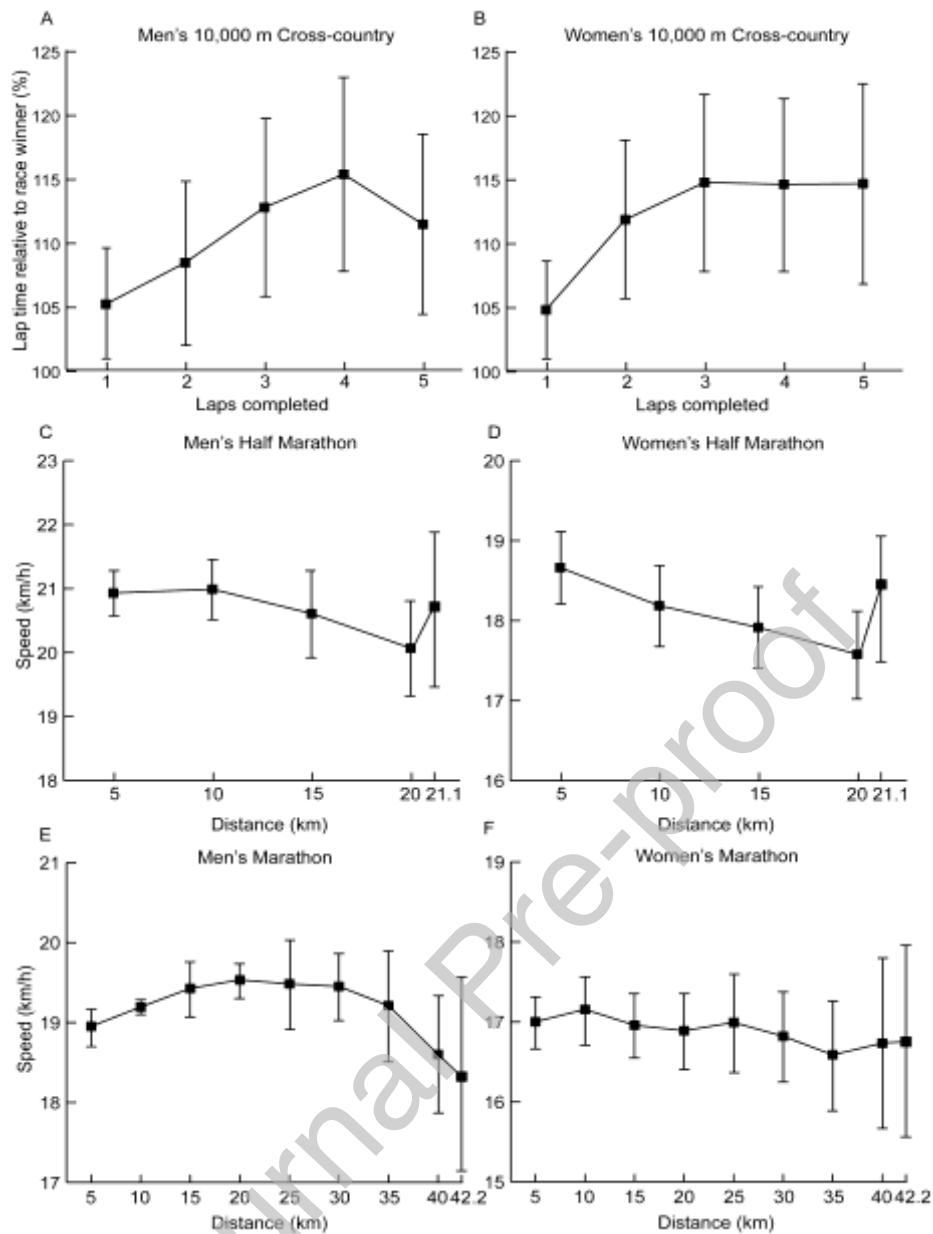 A
Men's 10,000 m Cross-country
Lap time relative to race winner (%)
125
120
115
110
105
100
1 2 3 4 5
Laps completed
B
Women's 10,000 m Cross-country
125
120
115
110
105
100
1 2 3 4 5
Laps completed
C
Men's Half Marathon
Speed (km/h)
23
22
21
20
19
18
5 10 15 20 21.1
Distance (km)
D
Women's Half Marathon
20
19
18
17
16
5 10 15 20 21.1
Distance (km)
E
Men's Marathon
Speed (km/h)
21
20
19
18
17
5 10 15 20 25 30 35 40 42.2
Distance (km)
F
Women's Marathon
19
18
17
16
15
5 10 15 20 25 30 35 40 42.2
Distance (km)
urnal Pre-proof